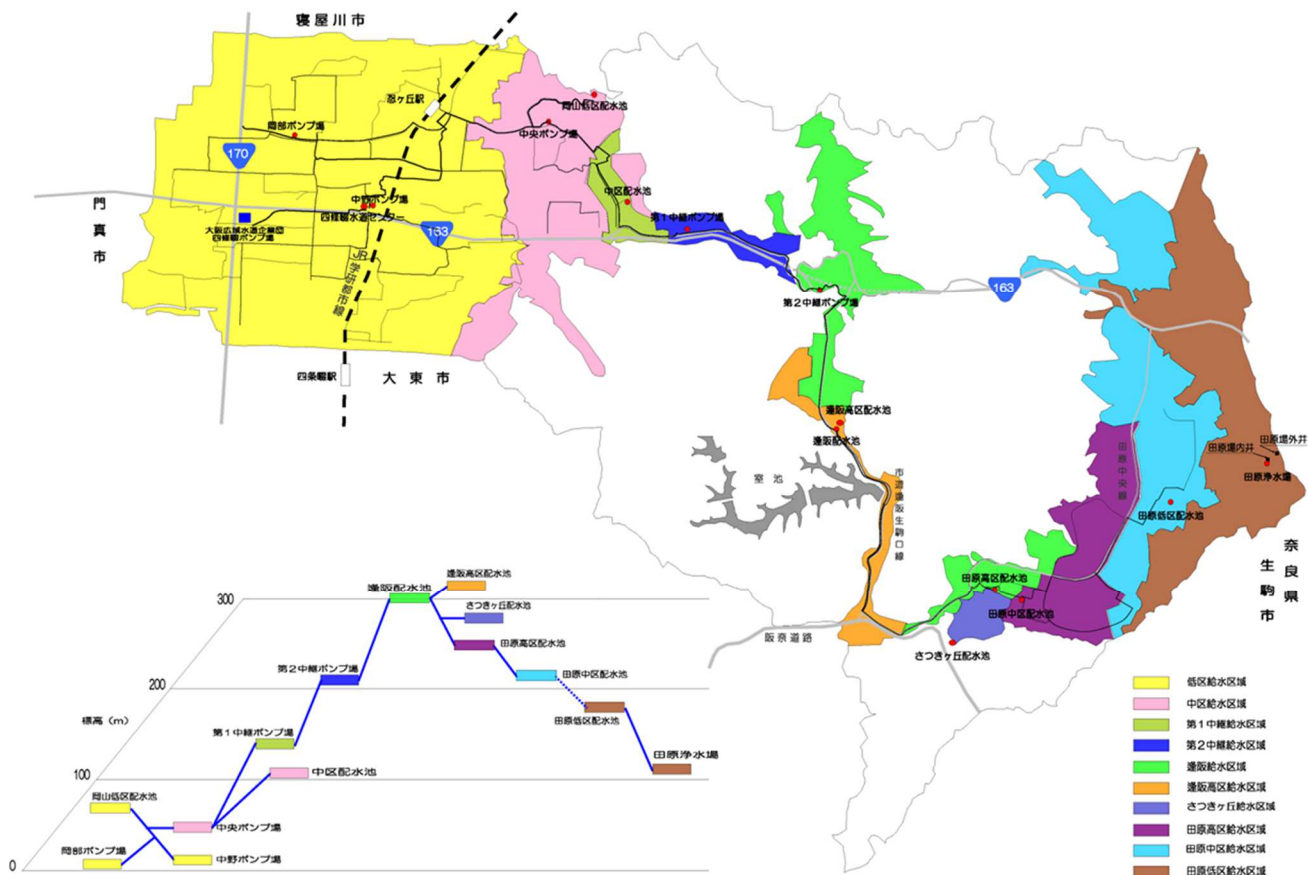 寝屋川市
忍ヶ丘駅
岡山低区配水池
岡部ポンプ場
中央ポンプ場
170
中区配水池
門真市
中野ポンプ場
四條畷水道センター
大阪広域水道企業団
四條畷ポンプ場
163
第1中継ポンプ場
JR学研都市線
第2中継ポンプ場
163
四条畷駅
大東市
逢阪高区配水池
逢阪配水池
田原中央線
田原場外井
田原場内井
田原浄水場
室池
市道逢阪生駒口線
田原低区配水池
奈良県
生駒市
田原高区配水池
田原中区配水池
阪奈道路
さつきヶ丘配水池
逢阪高区配水池
逢阪配水池
300
さつきヶ丘配水池
田原高区配水池
第2中継ポンプ場
田原中区配水池
200
標高(m)
田原低区配水池
第1中継ポンプ場
田原浄水場
100
中区配水池
岡山低区配水池
中央ポンプ場
岡部ポンプ場
中野ポンプ場
0
低区給水区域
中区給水区域
第1中継給水区域
第2中継給水区域
逢阪給水区域
逢阪高区給水区域
さつきヶ丘給水区域
田原高区給水区域
田原中区給水区域
田原低区給水区域